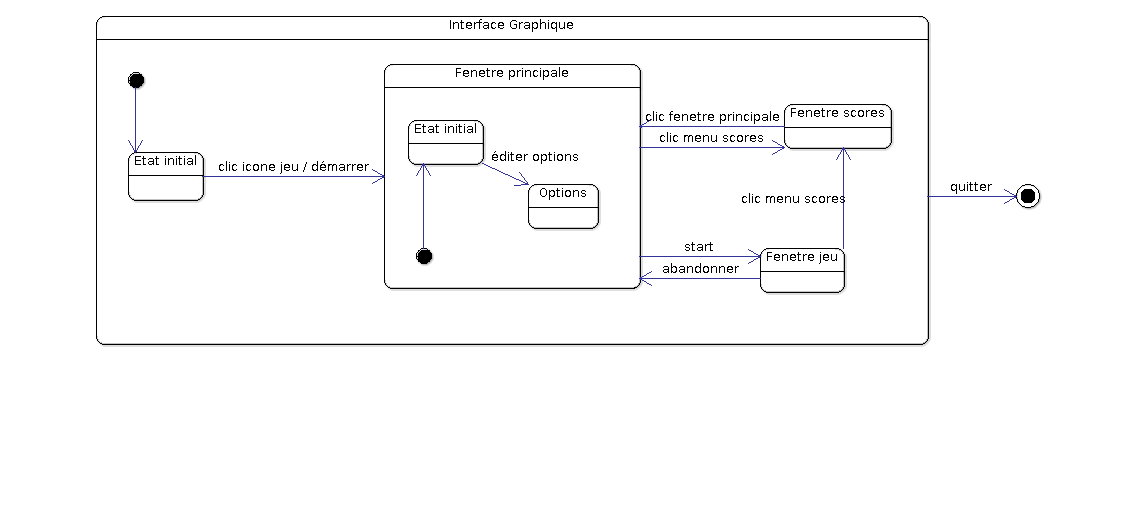 Interface Graphique
Fenetre principale
Etat initial
éditer options
Options
Etat initial
clic icone jeu / démarrer
clic fenetre principale
Fenetre scores
clic menu scores
clic menu scores
quitter
start
Fenetre jeu
abandonner